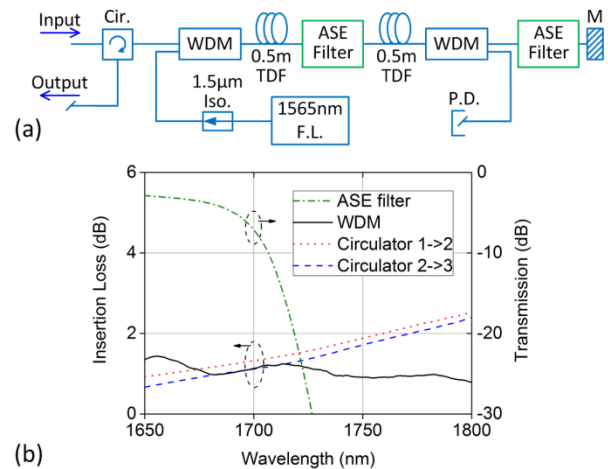 Input
Cir.
WDM
0.5m
TDF
ASE
Filter
0.5m
TDF
WDM
ASE
Filter
M
Output
1.5μm
Iso.
1565nm
F.L.
P.D.
(a)
6
4
2
0
Insertion Loss (dB)
ASE filter
WDM
Circulator 1->2
Circulator 2->3
0
-10
-20
-30
Transmission (dB)
1650
1700
1750
1800
Wavelength (nm)
(b)